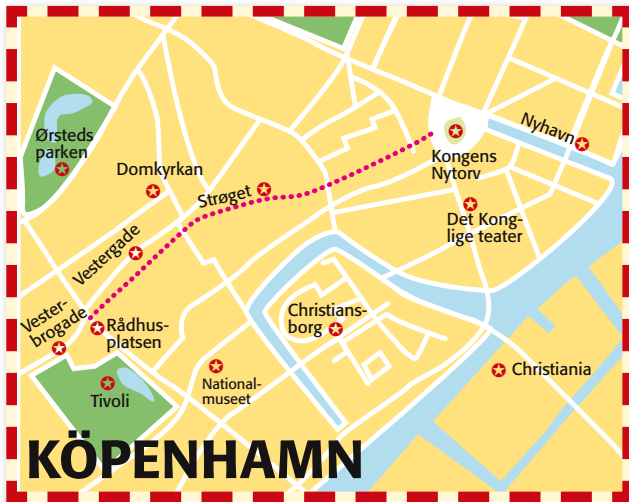 Ørsteds
parken
Domkyrkan
Strøget
Kongens
Nytorv
Nyhavn
Det Kong-
lige teater
Vestergade
Vester-
brogade
Rådhus-
platsen
Christians-
borg
Tivoli
National-
museet
Christiania
KÖPENHAMN